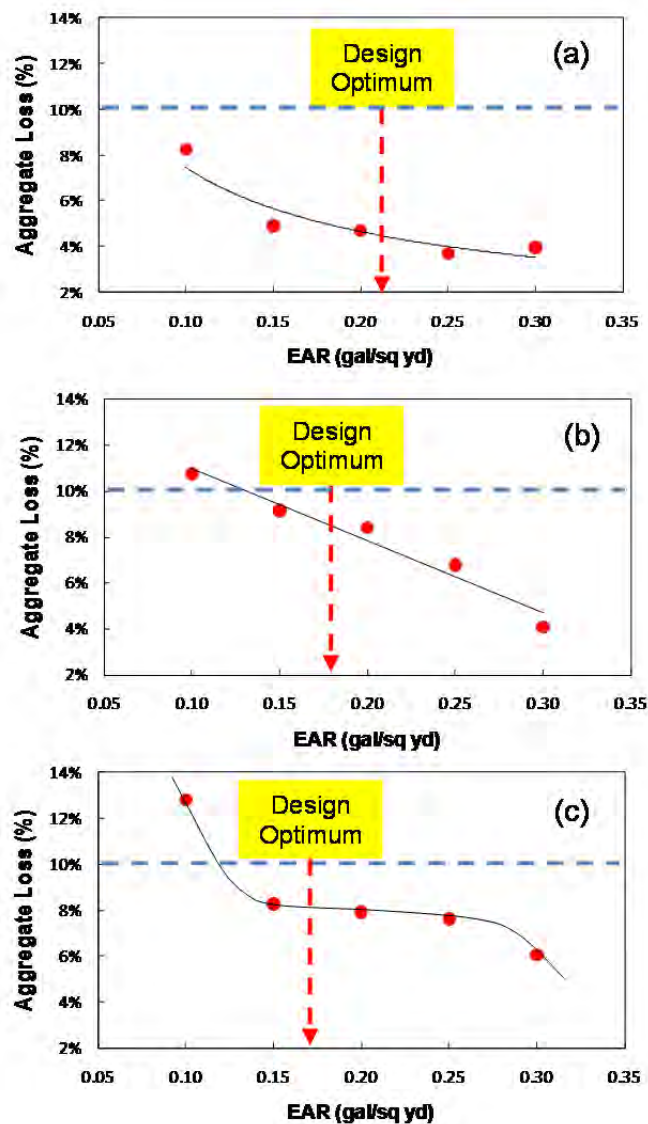 14%
(a)
Design
Optimum
12%
10%
8%
6%
4%
2%
Aggregate Loss (%)
0.05 0.10 0.15 0.20 0.25 0.30 0.35
EAR (gal/sq yd)
14%
(b)
Design
Optimum
12%
10%
8%
6%
4%
2%
Aggregate Loss (%)
0.05 0.10 0.15 0.20 0.25 0.30 0.35
EAR (gal/sq yd)
14%
(c)
Design
Optimum
12%
10%
8%
6%
4%
2%
Aggregate Loss (%)
0.05 0.10 0.15 0.20 0.25 0.30 0.35
EAR (gal/sq yd)